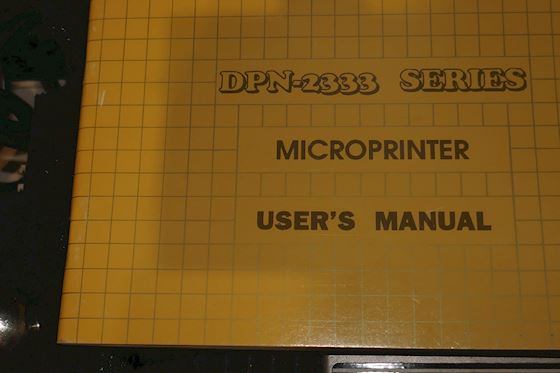 DPN-2333 SERIES
MICROPRINTER
USER'S MANUAL